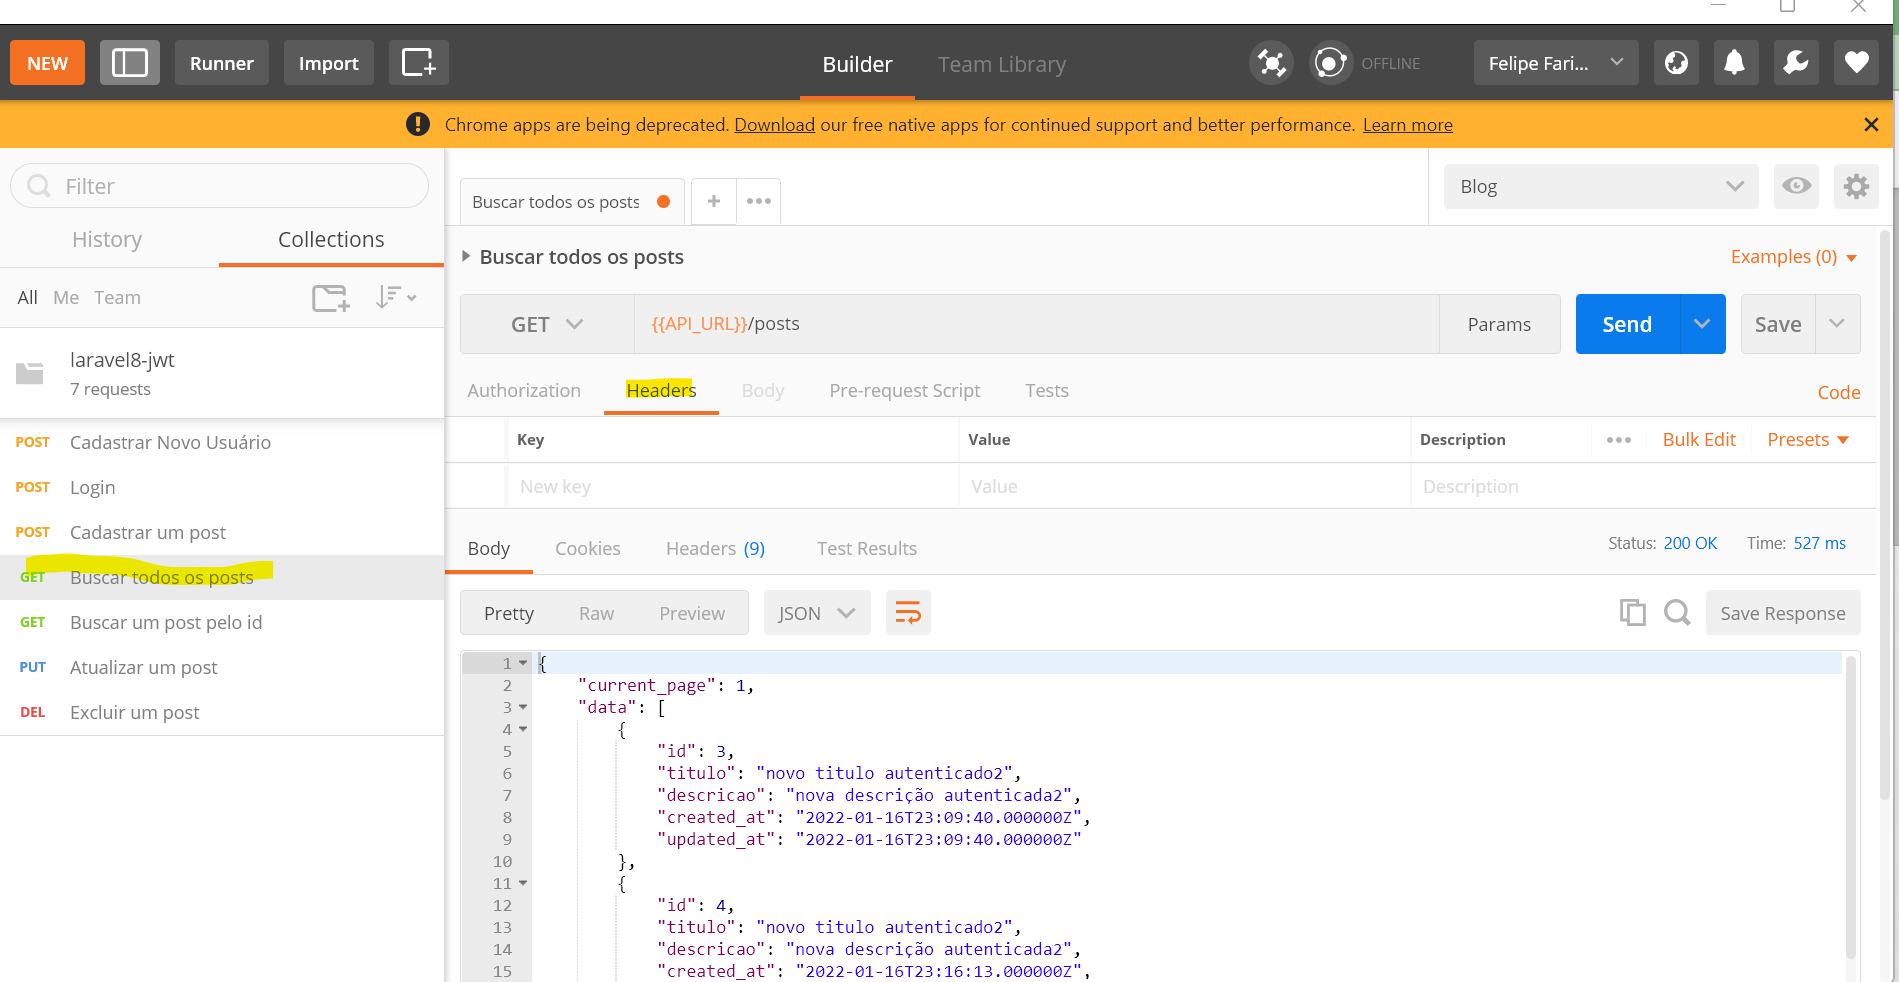 NEW Runner Import Builder Team Library OFFLINE Felipe Fari...
Chrome apps are being deprecated. Download our free native apps for continued support and better performance. Learn more
Filter
History Collections
All Me Team
laravel8-jwt
7 requests
POST Cadastrar Novo Usuário
POST Login
POST Cadastrar um post
GET Buscar todos os posts
GET Buscar um post pelo id
PUT Atualizar um post
DEL Excluir um post
Buscar todos os posts + ••• Blog
Buscar todos os posts Examples (0)
GET {{API_URL}}/posts Params Send Save
Authorization Headers Body Pre-request Script Tests Code
Key Value Description ••• Bulk Edit Presets
New key Value Description
Body Cookies Headers (9) Test Results Status: 200 OK Time: 527 ms
Pretty Raw Preview JSON Save Response
1 {
2 "current_page": 1,
3 "data": [
4 {
5 "id": 3,
6 "titulo": "novo titulo autenticado2",
7 "descricao": "nova descrição autenticada2",
8 "created_at": "2022-01-16T23:09:40.000000Z",
9 "updated_at": "2022-01-16T23:09:40.000000Z"
10 },
11 {
12 "id": 4,
13 "titulo": "novo titulo autenticado2",
14 "descricao": "nova descrição autenticada2",
15 "created_at": "2022-01-16T23:16:13.000000Z",